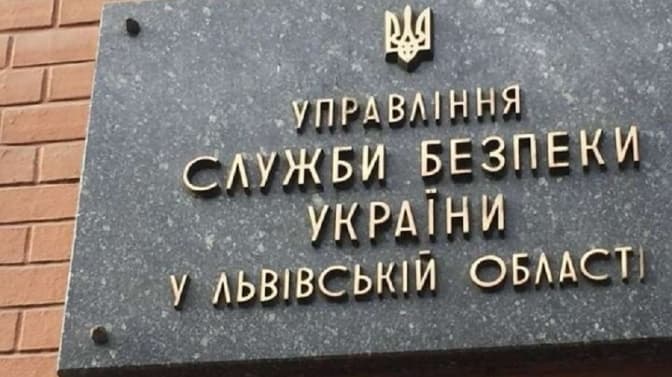 УПРАВЛІННЯ
СЛУЖБИ БЕЗПЕКИ
УКРАЇНИ
У ЛЬВІВСЬКІЙ ОБЛАСТІ